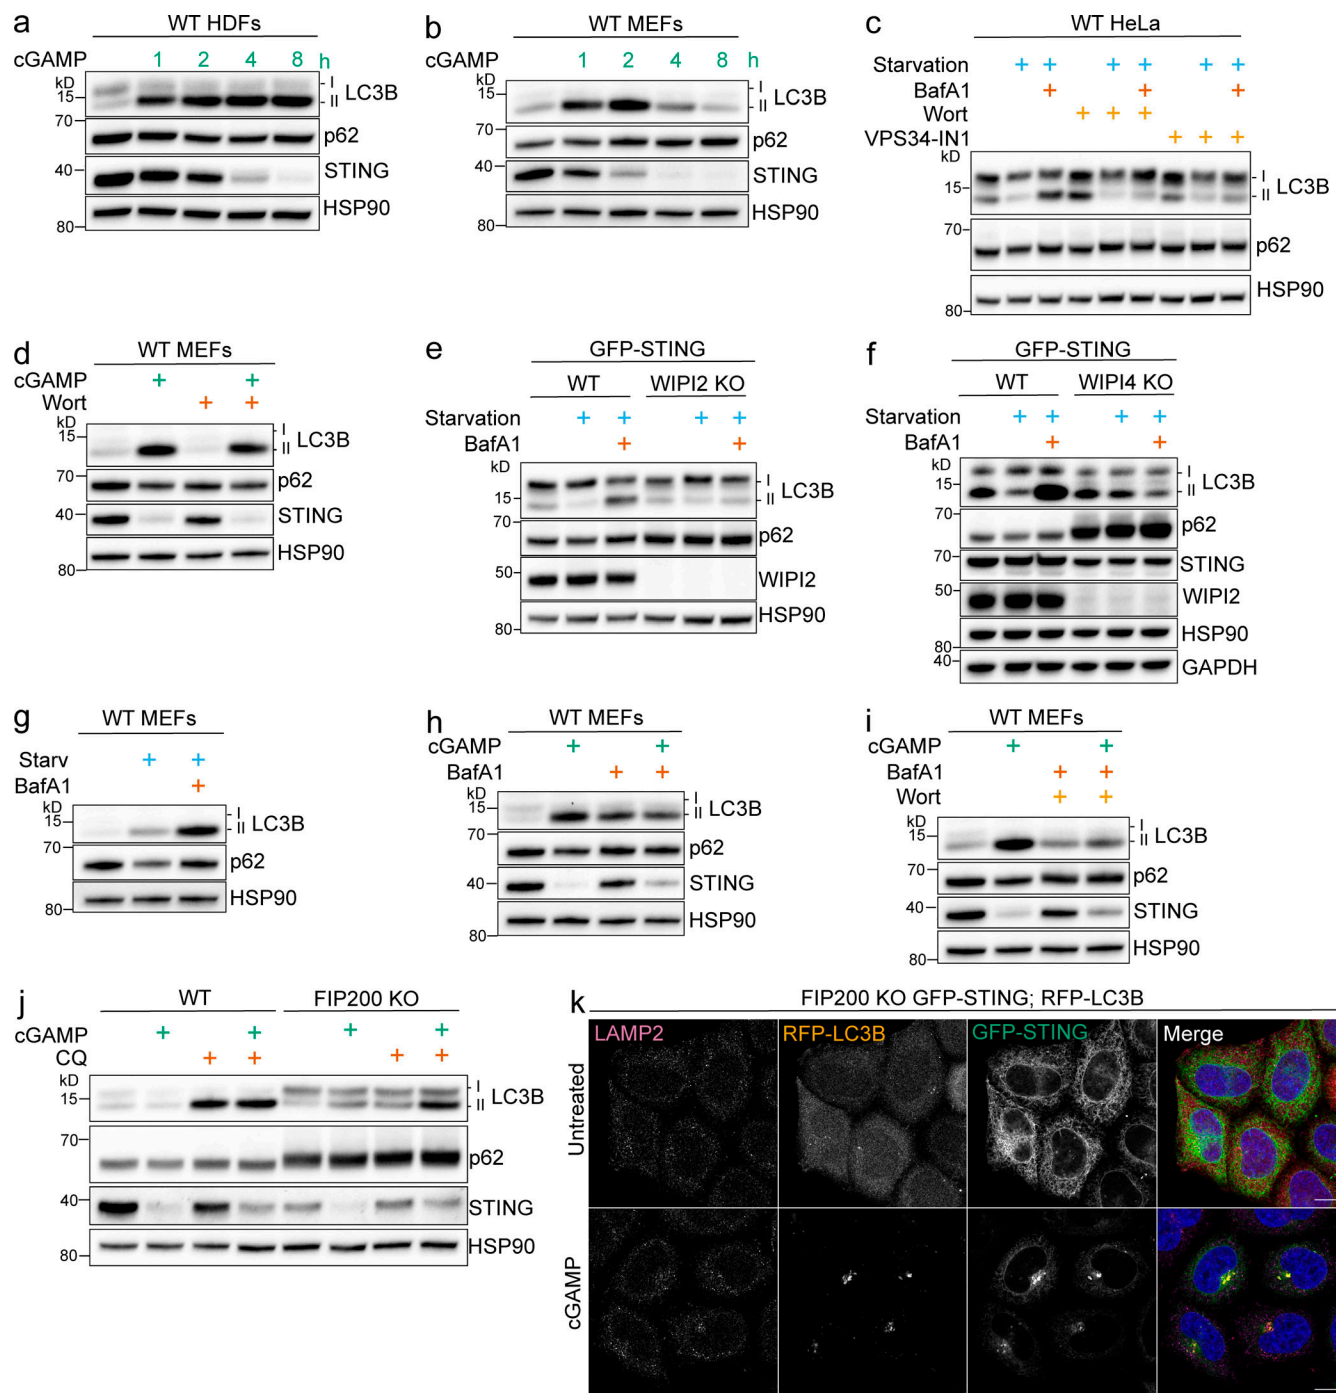 a
WT HDFs
cGAMP 1 2 4 8 h
kD
15
I
II
LC3B
70
p62
40
STING
80
HSP90
b
WT MEFs
cGAMP 1 2 4 8 h
kD
15
I
II
LC3B
70
p62
40
STING
80
HSP90
c
WT HeLa
Starvation + + + + + +
BafA1 + + +
Wort + + +
VPS34-IN1 + + +
kD
15
I
II
LC3B
70
p62
80
HSP90
d
WT MEFs
cGAMP + +
Wort + +
kD
15
I
II
LC3B
70
p62
40
STING
80
HSP90
e
GFP-STING
WT WIPI2 KO
Starvation + + + +
BafA1 + +
kD
15
I
II
LC3B
70
p62
50
WIPI2
80
HSP90
f
GFP-STING
WT WIPI4 KO
Starvation + + + +
BafA1 + +
kD
15
I
II
LC3B
70
p62
70
STING
50
WIPI2
80
HSP90
40
GAPDH
g
WT MEFs
Starv + +
BafA1 +
kD
15
I
II
LC3B
70
p62
80
HSP90
h
WT MEFs
cGAMP + +
BafA1 + +
kD
15
I
II
LC3B
70
p62
40
STING
80
HSP90
i
WT MEFs
cGAMP + +
BafA1 + +
Wort + +
kD
15
I
II
LC3B
70
p62
40
STING
80
HSP90
j
WT FIP200 KO
cGAMP + + + +
CQ + + + +
kD
15
I
II
LC3B
70
p62
40
STING
80
HSP90
k
FIP200 KO GFP-STING; RFP-LC3B
LAMP2 RFP-LC3B GFP-STING Merge
Untreated
cGAMP